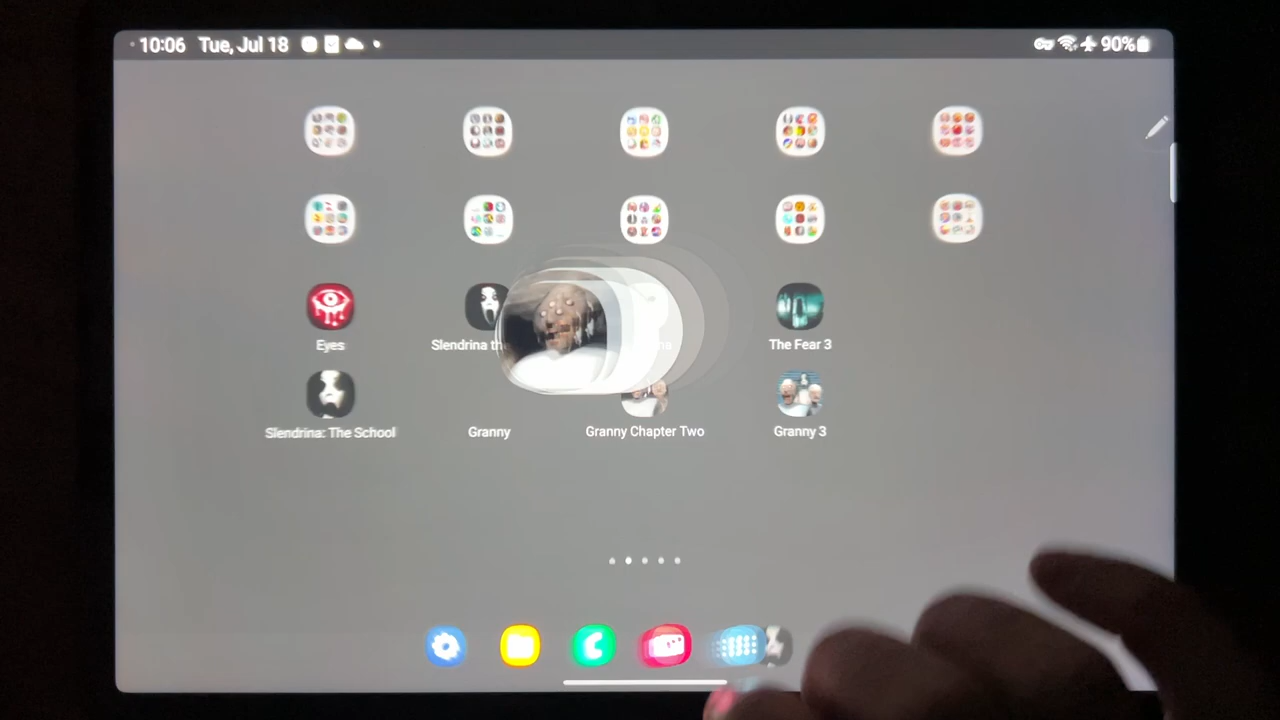 10:06 Tue, Jul 18
90%
Eyes
Slendrina th
The Fear 3
Slendrina: The School
Granny
Granny Chapter Two
Granny 3